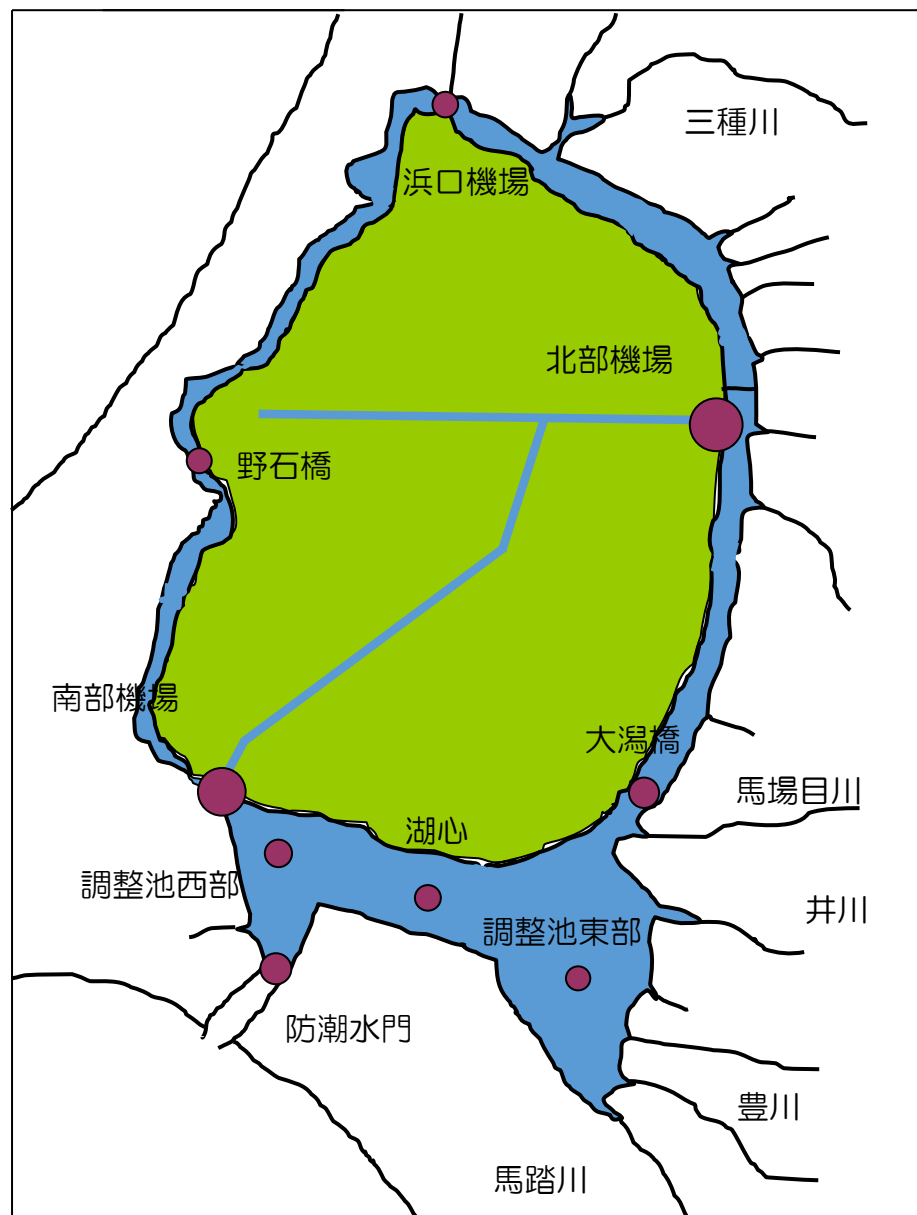 三種川
浜口機場
北部機場
野石橋
南部機場
大潟橋
馬場目川
湖心
調整池西部
井川
調整池東部
防潮水門
豊川
馬踏川